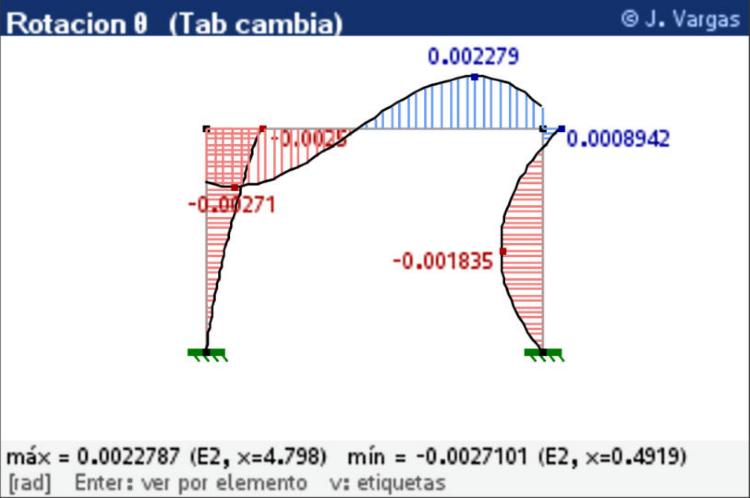 Rotacion θ (Tab cambia) © J. Vargas
0.002279
-0.0025
0.0008942
-0.00271
-0.001835
máx = 0.0022787 (E2, x=4.798) mín = -0.0027101 (E2, x=0.4919)
[rad] Enter: ver por elemento v: etiquetas